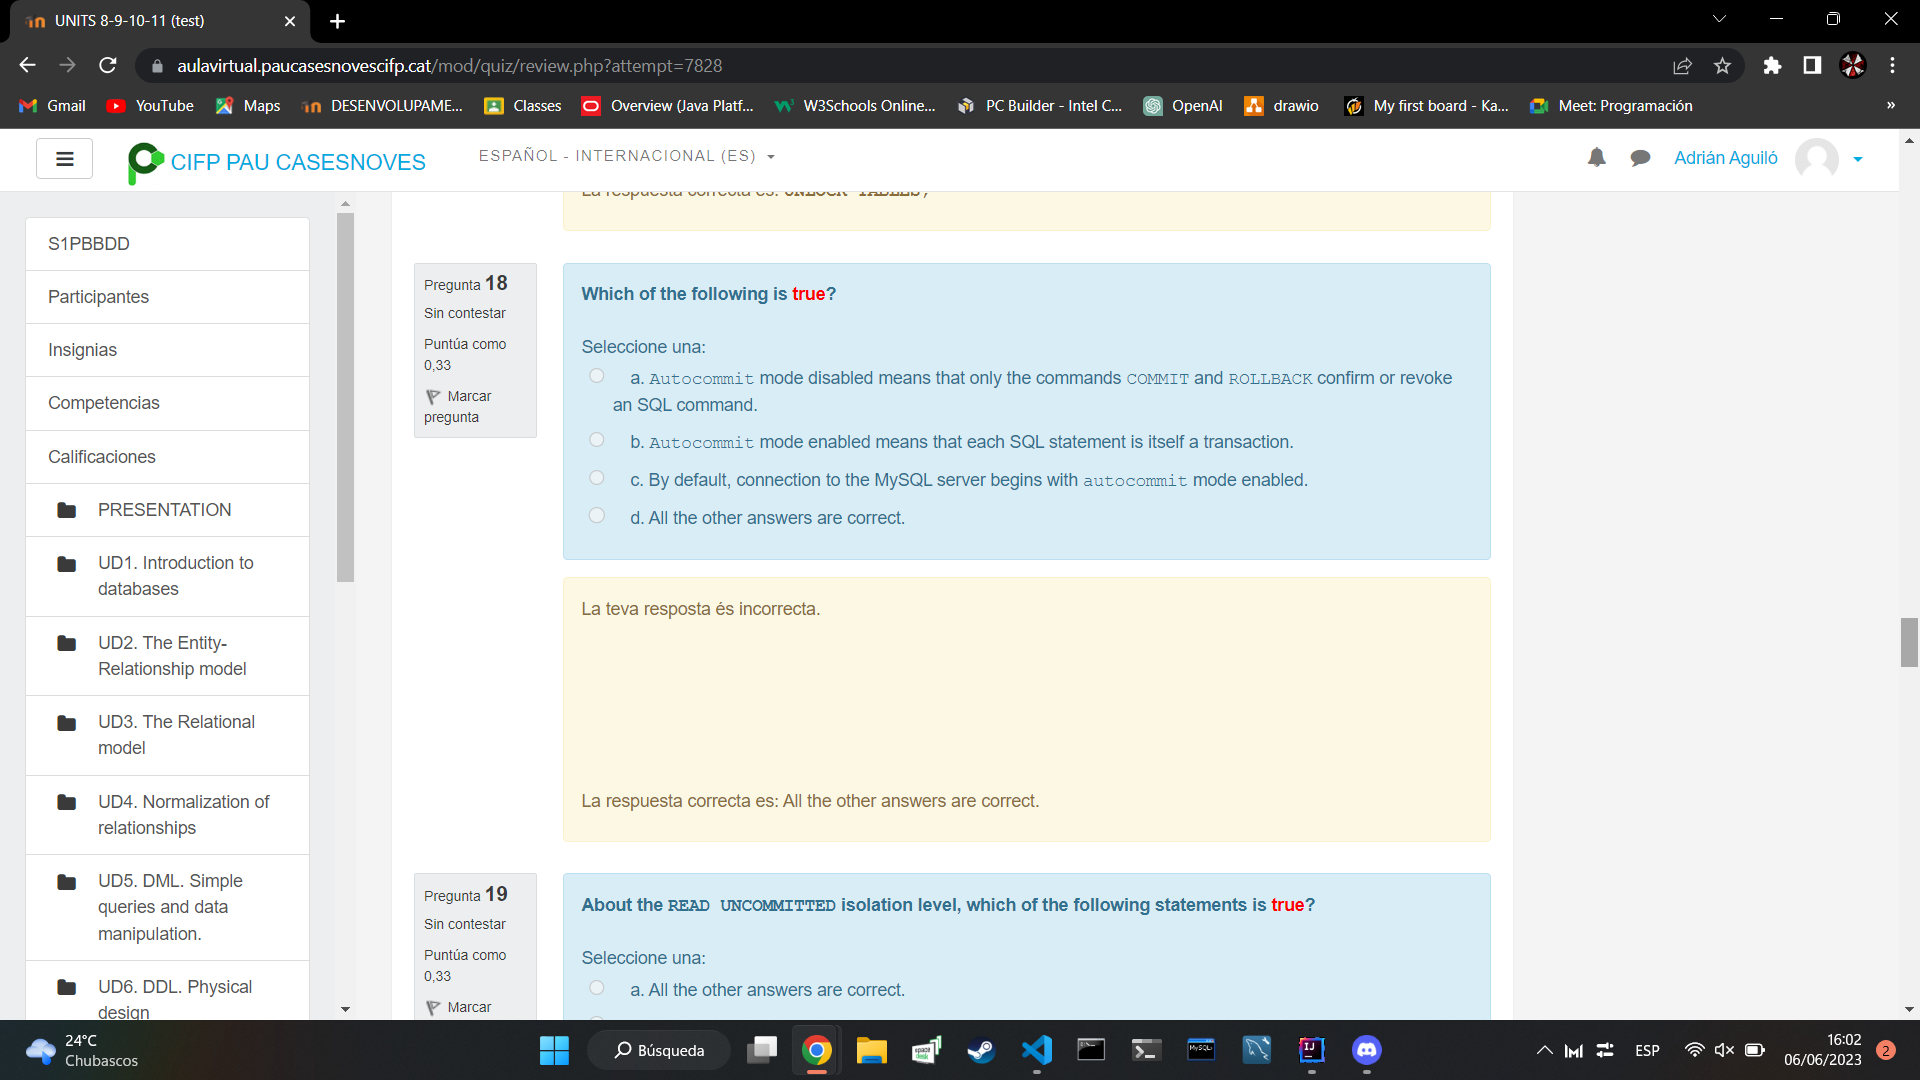 UNITS 8-9-10-11 (test)
aulavirtual.paucasesnovescifp.cat/mod/quiz/review.php?attempt=7828
Gmail YouTube Maps DESENVOLUPAME... Classes Overview (Java Platf... W3Schools Online... PC Builder - Intel C... OpenAI drawio My first board - Ka... Meet: Programación »
CIFP PAU CASESNOVES ESPAÑOL - INTERNACIONAL (ES) Adrián Aguiló
S1PBBDD
Participantes
Insignias
Competencias
Calificaciones
PRESENTATION
UD1. Introduction to
databases
UD2. The Entity-
Relationship model
UD3. The Relational
model
UD4. Normalization of
relationships
UD5. DML. Simple
queries and data
manipulation.
UD6. DDL. Physical
design
La respuesta correcta es: UNLOCK TABLES;
Pregunta 18
Sin contestar
Puntúa como
0,33
Marcar
pregunta
Which of the following is true?
Seleccione una:
a. Autocommit mode disabled means that only the commands COMMIT and ROLLBACK confirm or revoke
an SQL command.
b. Autocommit mode enabled means that each SQL statement is itself a transaction.
c. By default, connection to the MySQL server begins with autocommit mode enabled.
d. All the other answers are correct.
La teva resposta és incorrecta.
La respuesta correcta es: All the other answers are correct.
Pregunta 19
Sin contestar
Puntúa como
0,33
Marcar
About the READ UNCOMMITTED isolation level, which of the following statements is true?
Seleccione una:
a. All the other answers are correct.
24°C
Chubascos
Búsqueda
ESP
16:02
06/06/2023
2